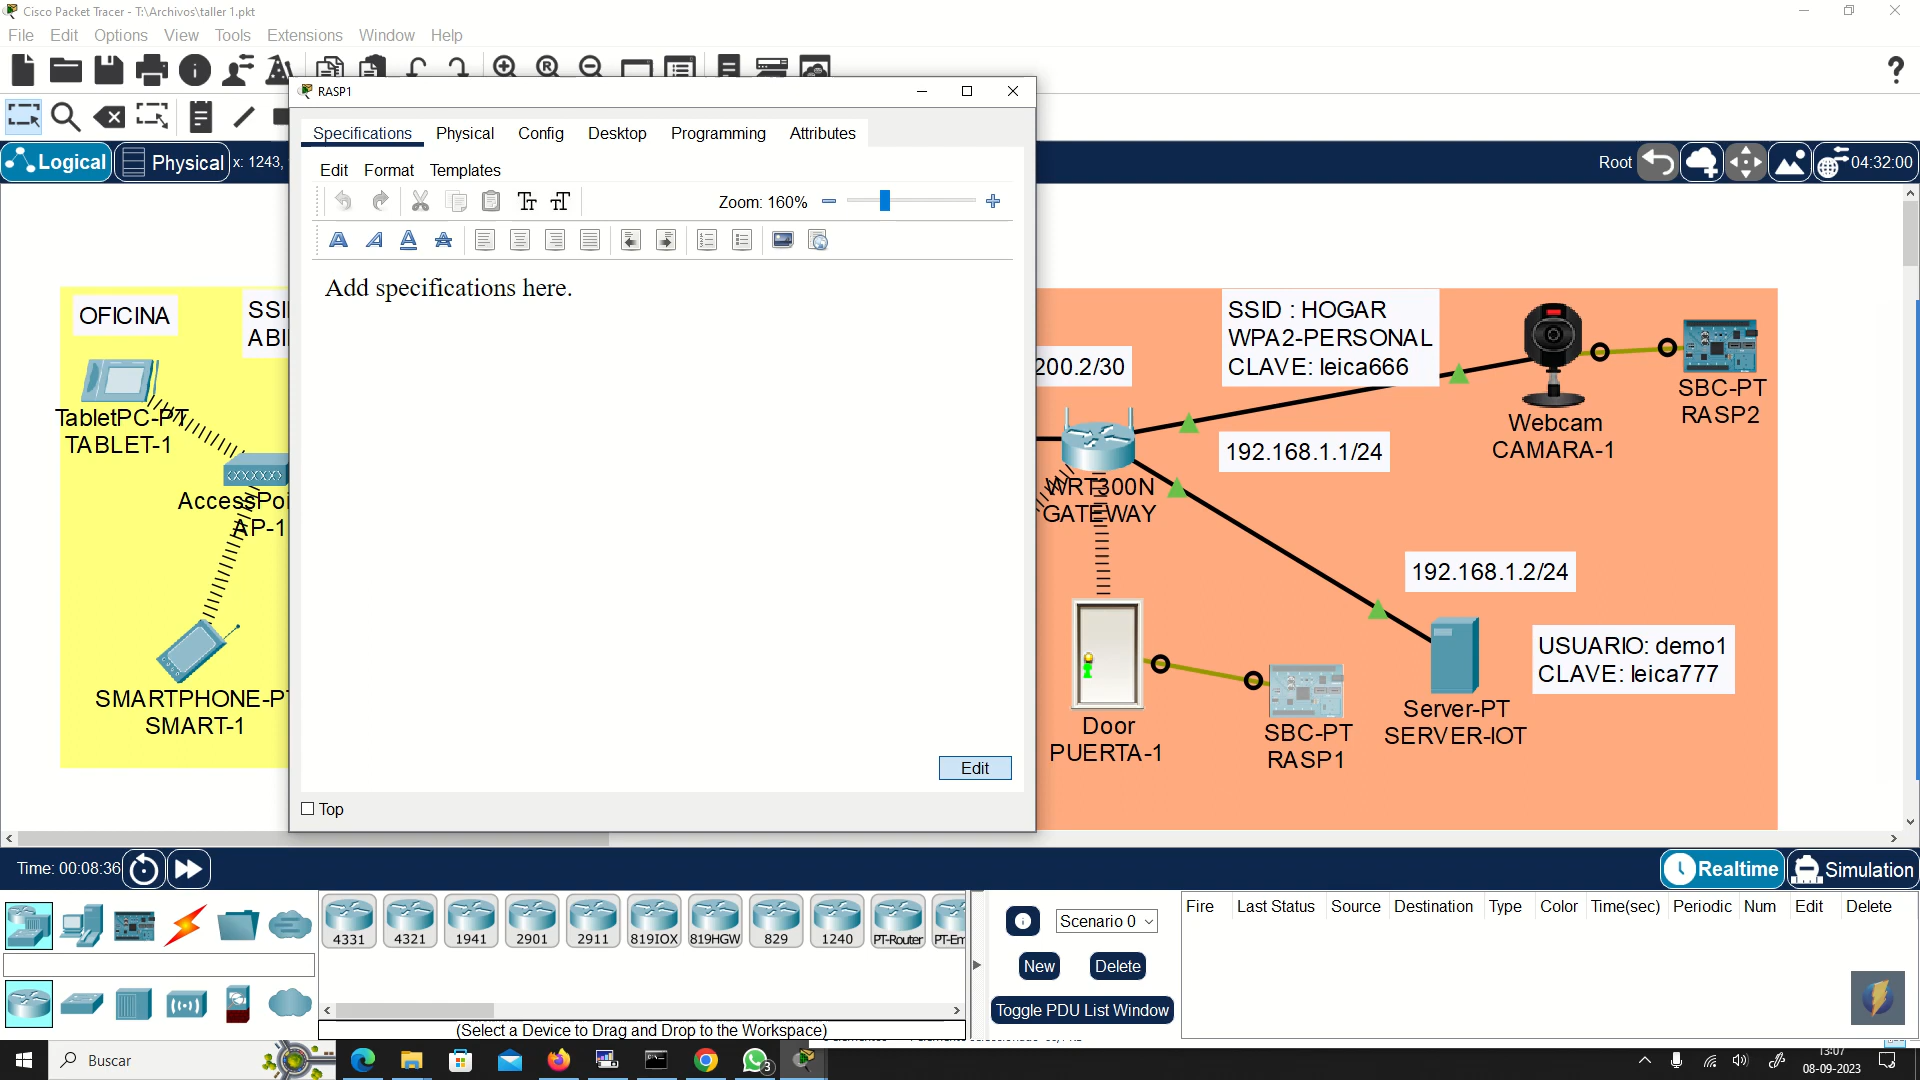 Cisco Packet Tracer - T:\Archivos\taller 1.pkt
File Edit Options View Tools Extensions Window Help
RASP1
Specifications Physical Config Desktop Programming Attributes
Logical Physical x: 1243,
Root 04:32:00
Edit Format Templates
Zoom: 160%
Add specifications here.
OFICINA
SSI
ABI
TabletPC-PT
TABLET-1
AccessPoi
AP-1
SMARTPHONE-PT
SMART-1
200.2/30
SSID : HOGAR
WPA2-PERSONAL
CLAVE: leica666
SBC-PT
RASP2
Webcam
CAMARA-1
192.168.1.1/24
WRT300N
GATEWAY
192.168.1.2/24
USUARIO: demo1
CLAVE: leica777
Server-PT
SERVER-IOT
Door
PUERTA-1
SBC-PT
RASP1
Edit
Top
Time: 00:08:36
Realtime Simulation
4331 4321 1941 2901 2911 819IOX 819HGW 829 1240 PT-Router PT-Em
(Select a Device to Drag and Drop to the Workspace)
Scenario 0
New Delete
Toggle PDU List Window
Fire Last Status Source Destination Type Color Time(sec) Periodic Num Edit Delete
Buscar
3
13:07
08-09-2023